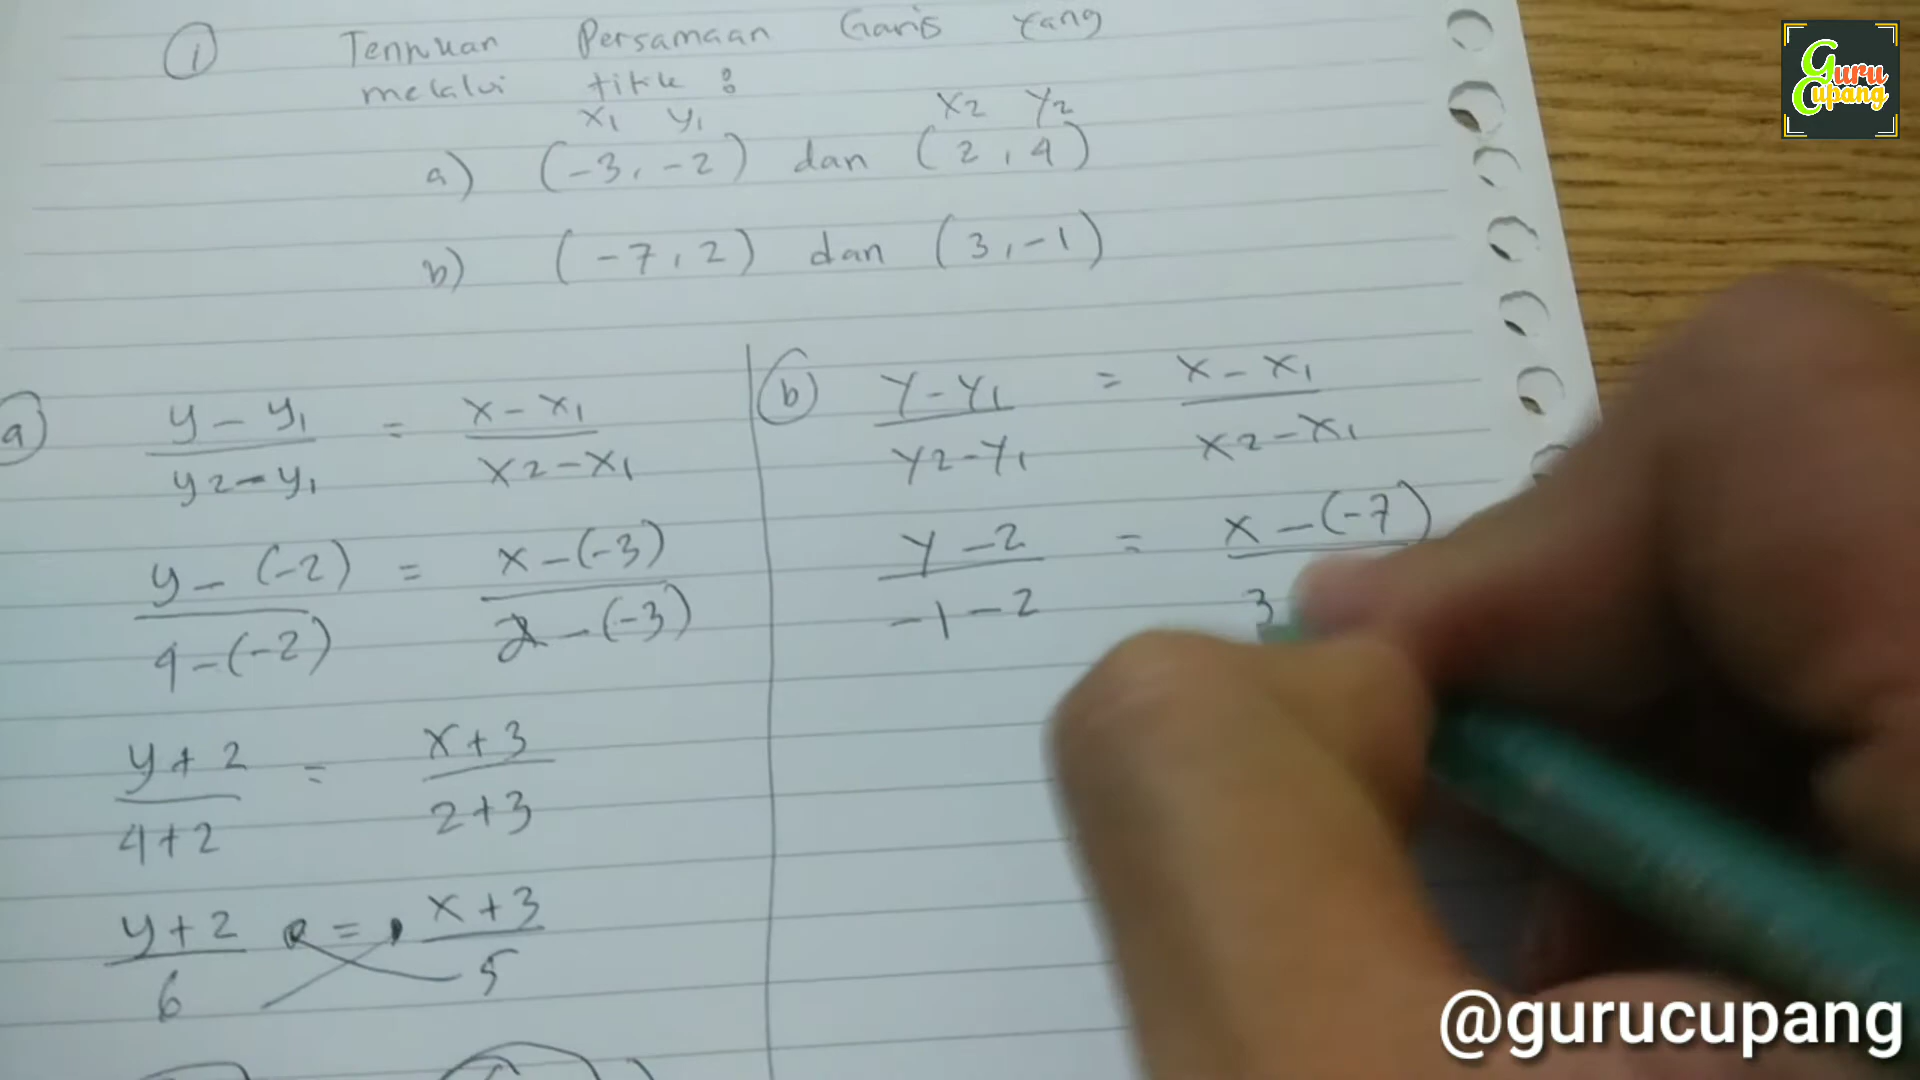 Guru
Cupang
① Tentukan Persamaan Garis Yang
melalui titik :
x1 y1 x2 y2
a) (-3, -2) dan (2, 4)
b) (-7, 2) dan (3, -1)
a) y - y1 / y2 - y1 = x - x1 / x2 - x1
y - (-2) / 4 - (-2) = x - (-3) / 2 - (-3)
y + 2 / 4 + 2 = x + 3 / 2 + 3
y + 2 / 6 = x + 3 / 5
b) y - y1 / y2 - y1 = x - x1 / x2 - x1
y - 2 / -1 - 2 = x - (-7) / 3
@gurucupang